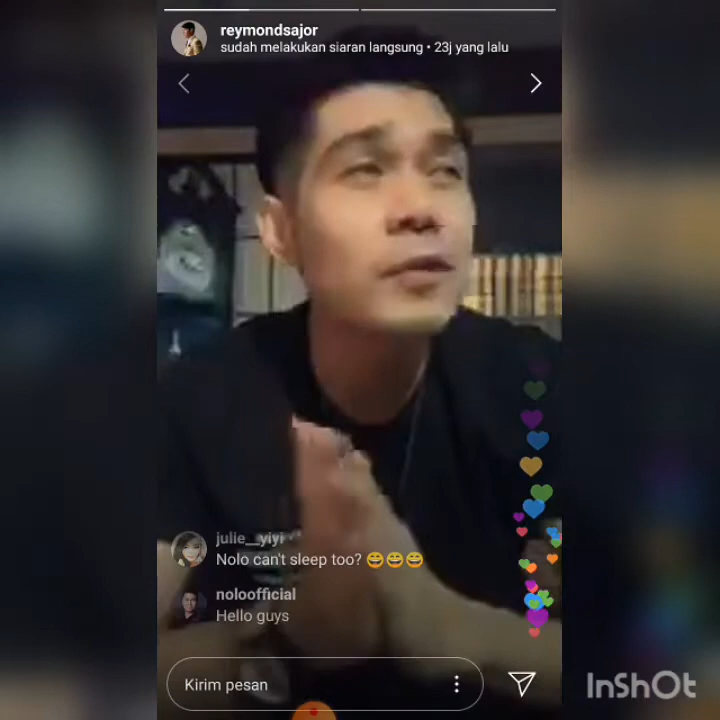 reymondsajor
sudah melakukan siaran langsung • 23j yang lalu
julie__yiyi
Nolo can't sleep too? 😄😄😄
noloofficial
Hello guys
Kirim pesan
InShOt